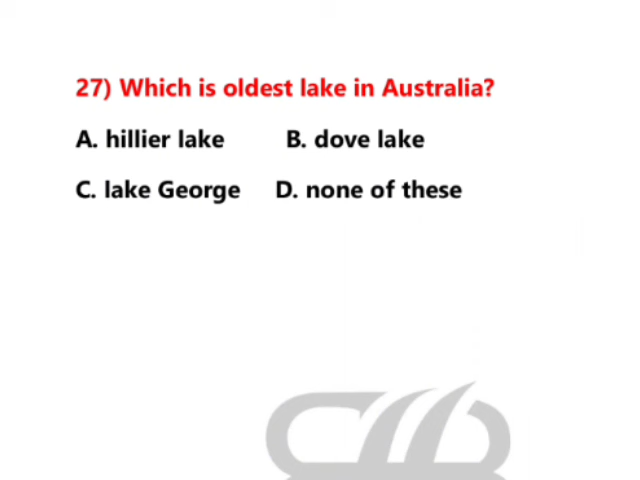 27) Which is oldest lake in Australia?
A. hillier lake B. dove lake
C. lake George D. none of these